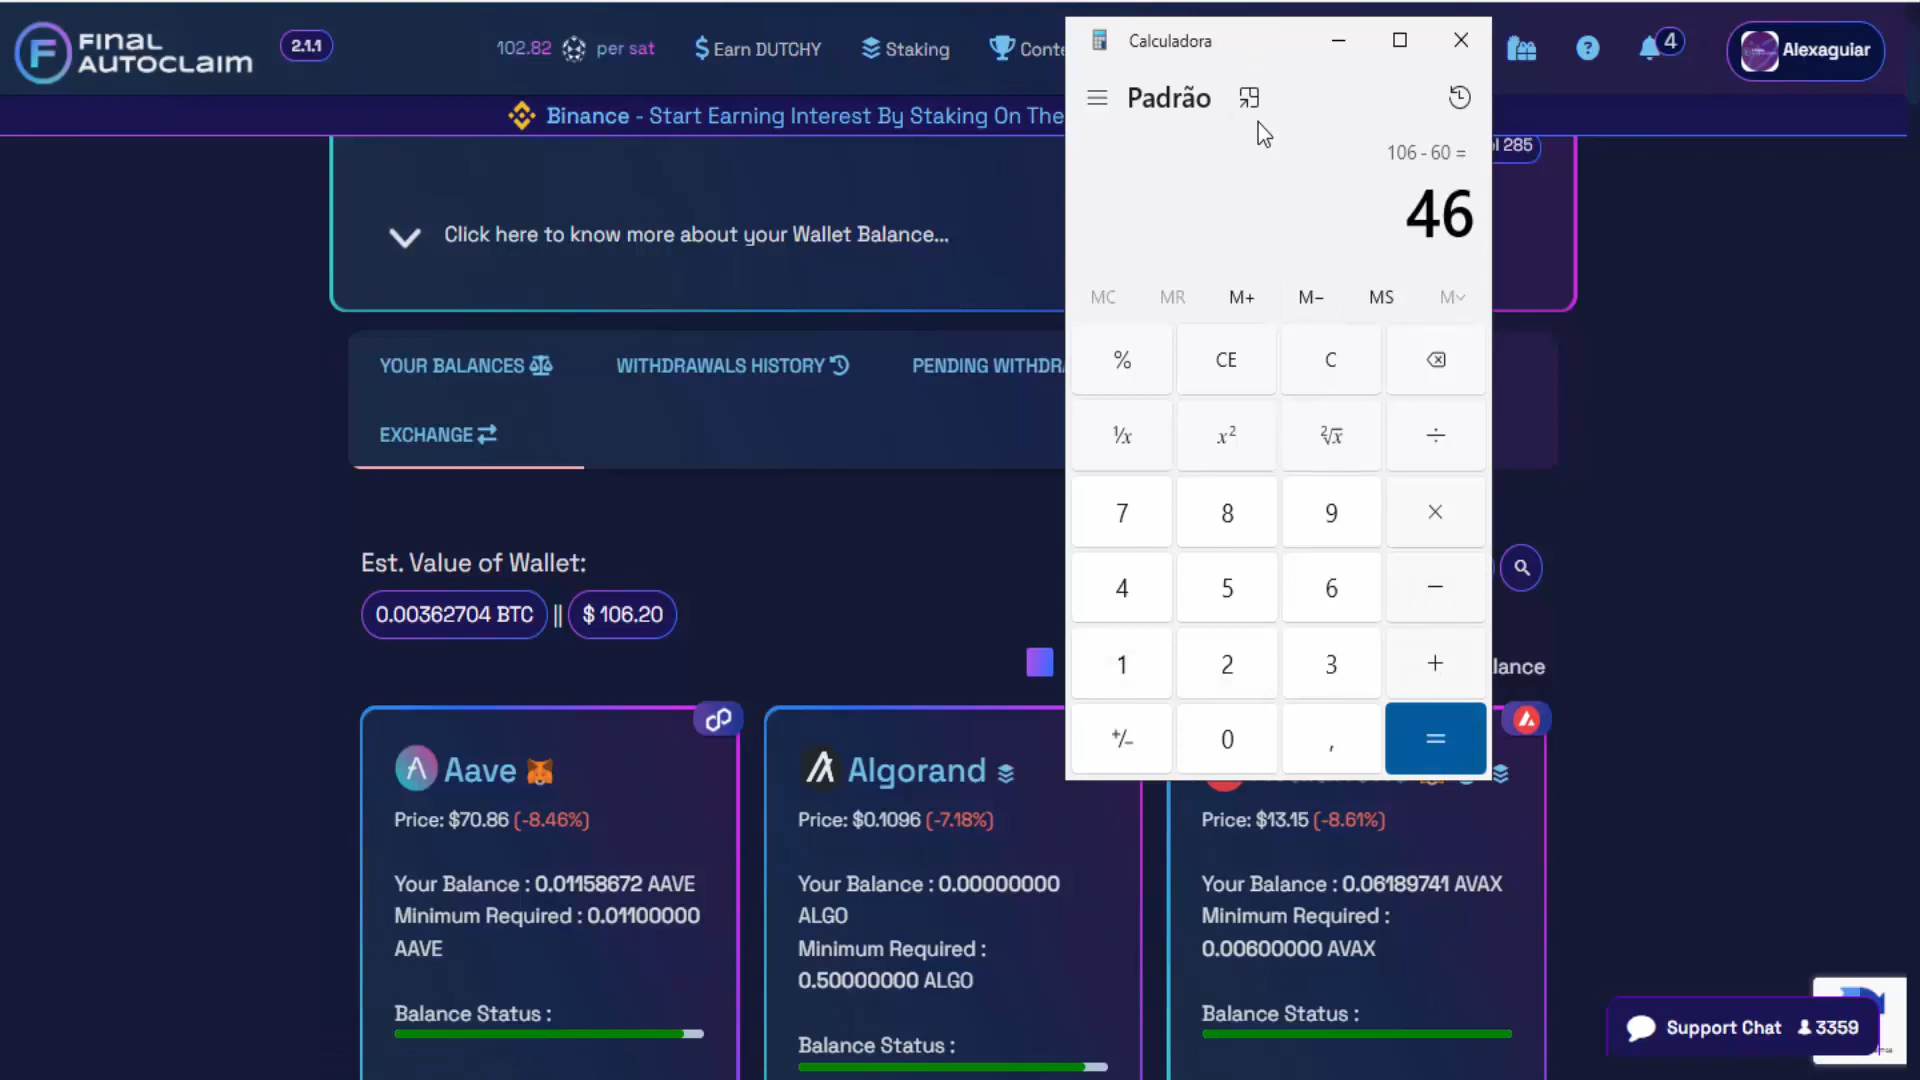 FINAL
AUTOCLAIM
2.1.1
102.82 per sat
Earn DUTCHY
Staking
Conte
4
Alexaguiar
Binance - Start Earning Interest By Staking On The
Calculadora
Padrão
106 - 60 =
46
MC MR M+ M− MS M
% CE C
⅟x x² ²√x ÷
7 8 9 ×
4 5 6 −
1 2 3 +
+/− 0 , =
l 285
Click here to know more about your Wallet Balance...
YOUR BALANCES
WITHDRAWALS HISTORY
PENDING WITHDRA
EXCHANGE
Est. Value of Wallet:
0.00362704 BTC || $ 106.20
lance
Aave
Price: $70.86 (-8.46%)
Your Balance : 0.01158672 AAVE
Minimum Required : 0.01100000
AAVE
Balance Status :
Algorand
Price: $0.1096 (-7.18%)
Your Balance : 0.00000000
ALGO
Minimum Required :
0.50000000 ALGO
Balance Status :
Price: $13.15 (-8.61%)
Your Balance : 0.06189741 AVAX
Minimum Required :
0.00600000 AVAX
Balance Status :
Support Chat 3359